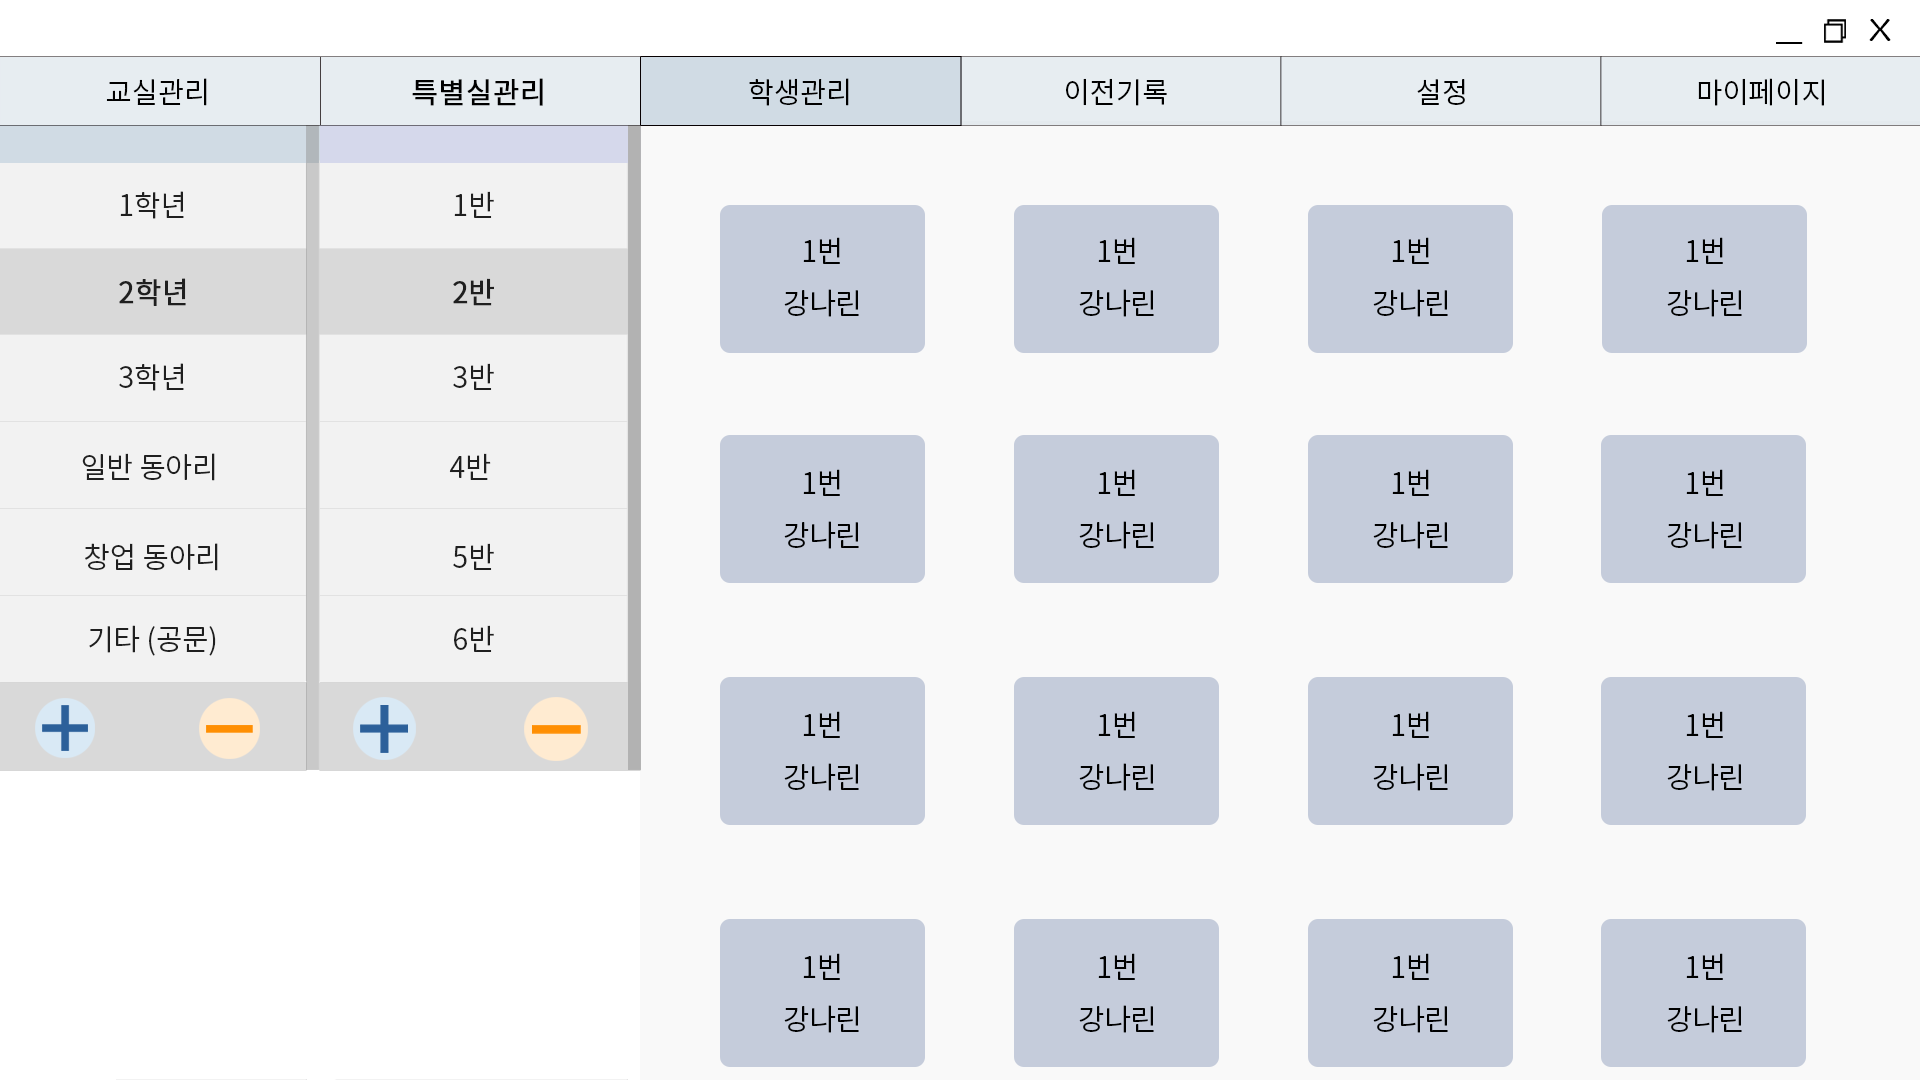 교실관리 특별실관리 학생관리 이전기록 설정 마이페이지
1학년
2학년
3학년
일반 동아리
창업 동아리
기타 (공문)
1반
2반
3반
4반
5반
6반
1번 1번 1번 1번
강나린 강나린 강나린 강나린
1번 1번 1번 1번
강나린 강나린 강나린 강나린
1번 1번 1번 1번
강나린 강나린 강나린 강나린
1번 1번 1번 1번
강나린 강나린 강나린 강나린